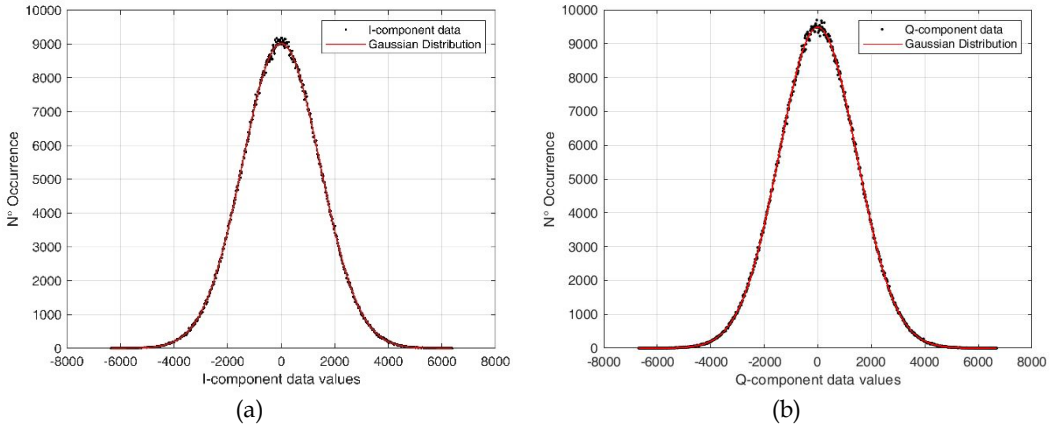 10000
9000
8000
7000
6000
5000
4000
3000
2000
1000
0
N° Occurrence
I-component data
Gaussian Distribution
-8000 -6000 -4000 -2000 0 2000 4000 6000 8000
I-component data values
(a)
10000
9000
8000
7000
6000
5000
4000
3000
2000
1000
0
N° Occurrence
Q-component data
Gaussian Distribution
-8000 -6000 -4000 -2000 0 2000 4000 6000 8000
Q-component data values
(b)